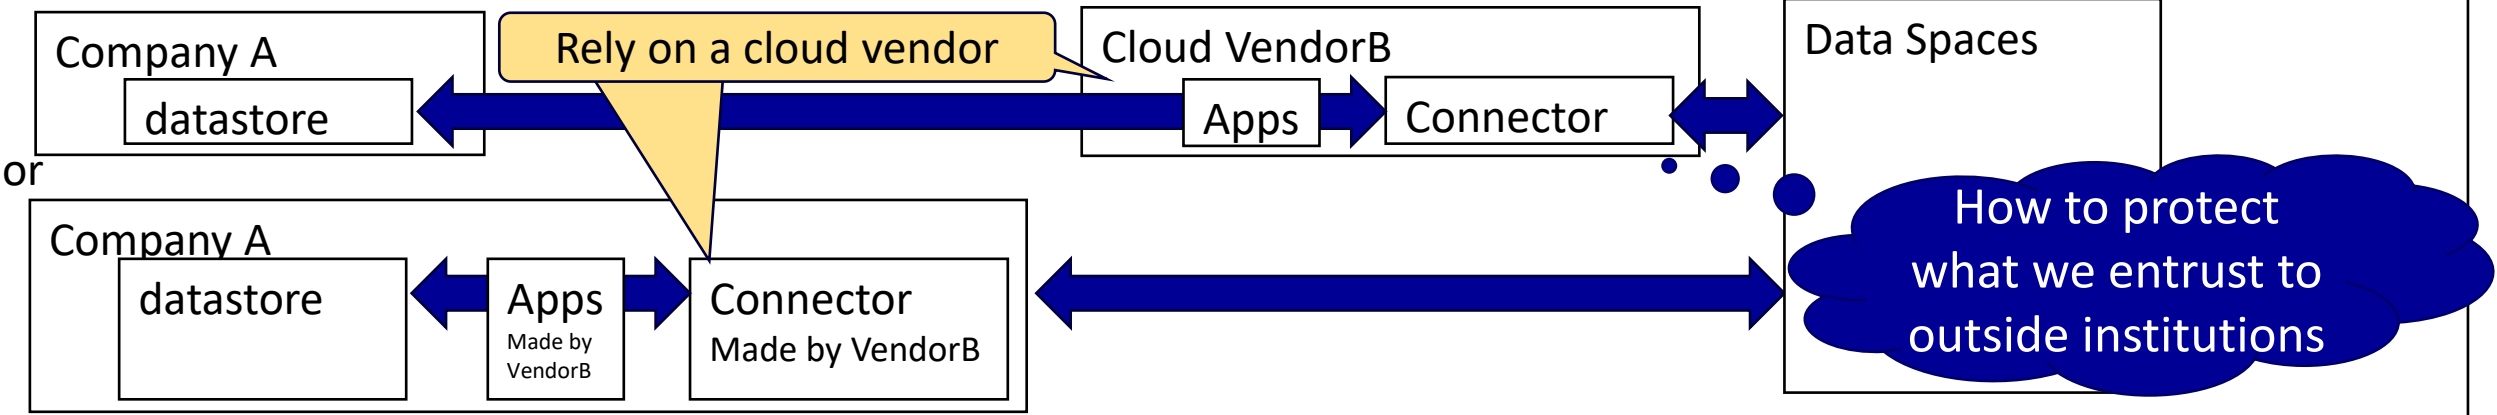 Company A
datastore
Rely on a cloud vendor
Cloud VendorB
Apps
Connector
Data Spaces
or
Company A
datastore
Apps
Made by
VendorB
Connector
Made by VendorB
How to protect
what we entrust to
outside institutions